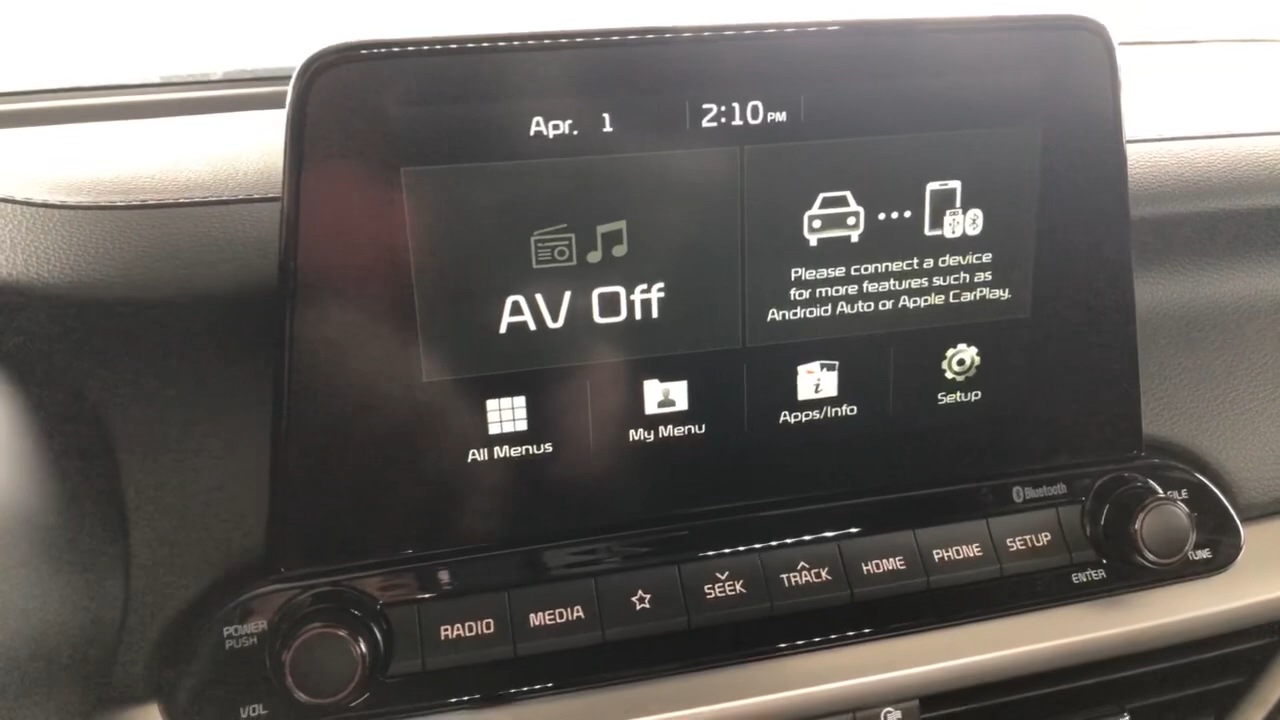 Apr. 1 2:10 PM
AV Off
Please connect a device
for more features such as
Android Auto or Apple CarPlay.
All Menus
My Menu
Apps/Info
Setup
Bluetooth
POWER
PUSH
VOL
RADIO
MEDIA
SEEK
TRACK
HOME
PHONE
SETUP
FILE
TUNE
ENTER